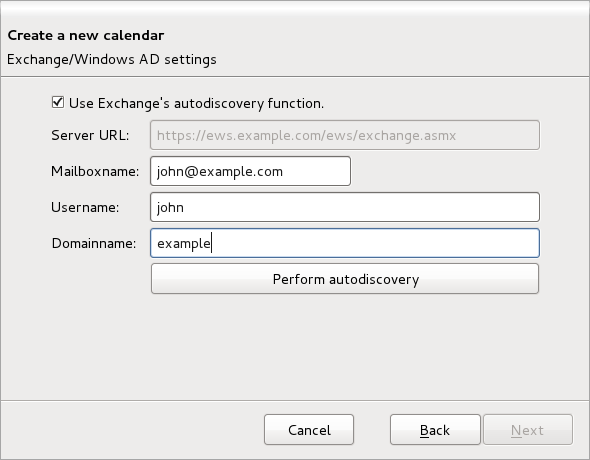 Create a new calendar
Exchange/Windows AD settings
Use Exchange's autodiscovery function.
Server URL: https://ews.example.com/ews/exchange.asmx
Mailboxname: john@example.com
Username: john
Domainname: example
Perform autodiscovery
Cancel Back Next